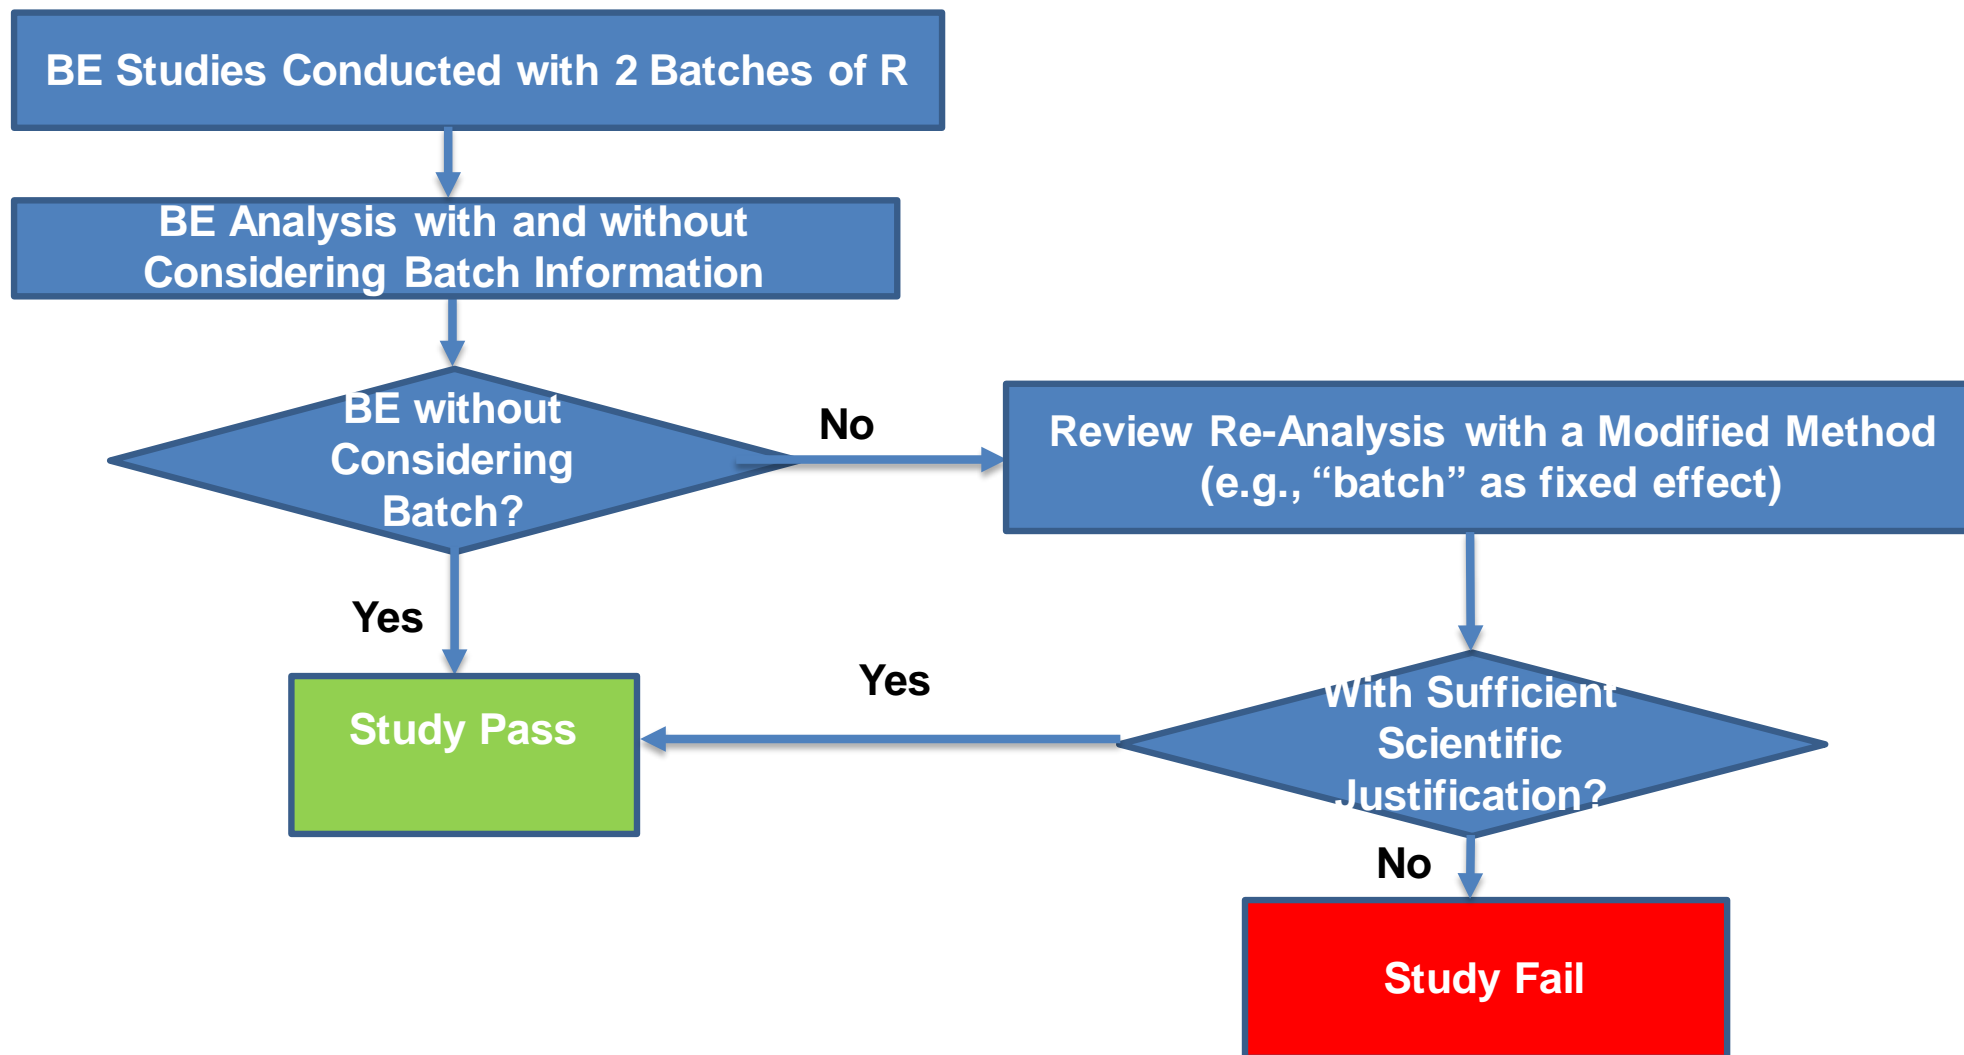 BE Studies Conducted with 2 Batches of R
BE Analysis with and without
Considering Batch Information
BE without
Considering
Batch?
No
Review Re-Analysis with a Modified Method
(e.g., “batch” as fixed effect)
Yes
Study Pass
Yes
With Sufficient
Scientific
Justification?
No
Study Fail